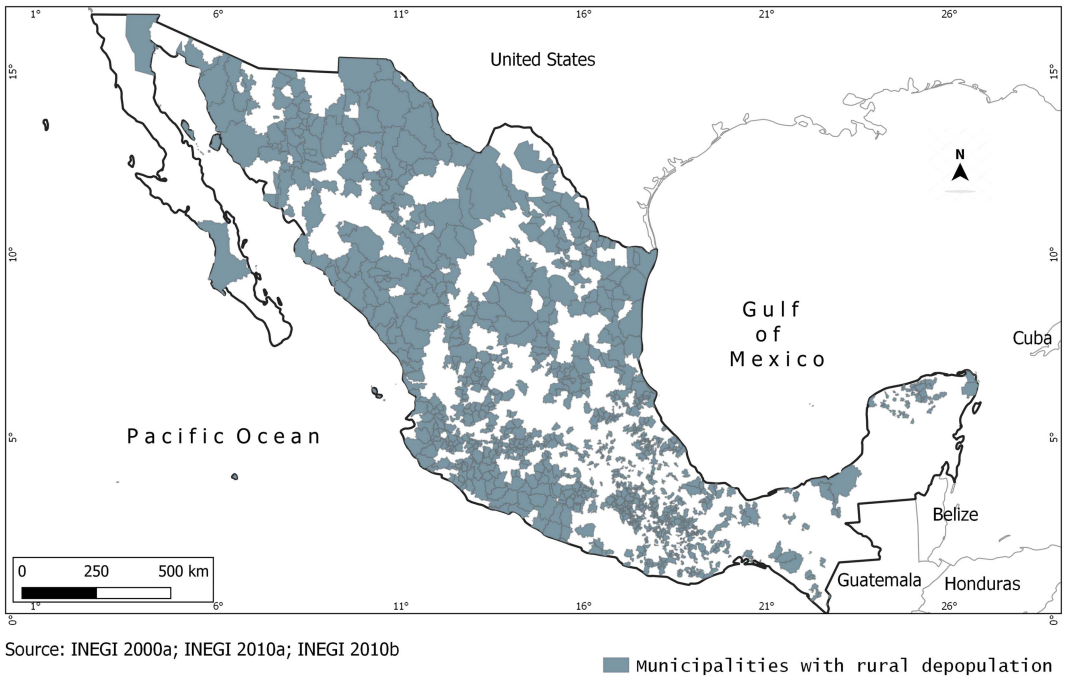 1° 6° 11° 16° 21° 26°
United States
15° 15°
N
10° 10°
Gulf
of
Mexico
Cuba
Pacific Ocean
5° 5°
Belize
0 250 500 km
Guatemala Honduras
1° 6° 11° 16° 21° 26°
0° 0°
Source: INEGI 2000a; INEGI 2010a; INEGI 2010b
Municipalities with rural depopulation